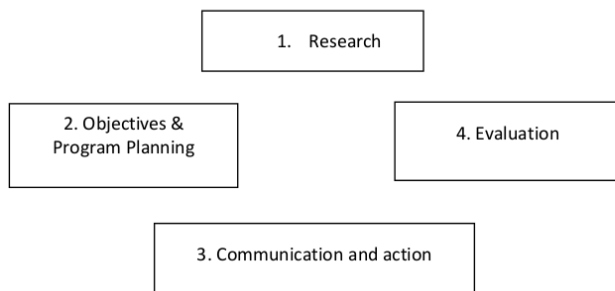 1. Research
2. Objectives &
Program Planning
4. Evaluation
3. Communication and action